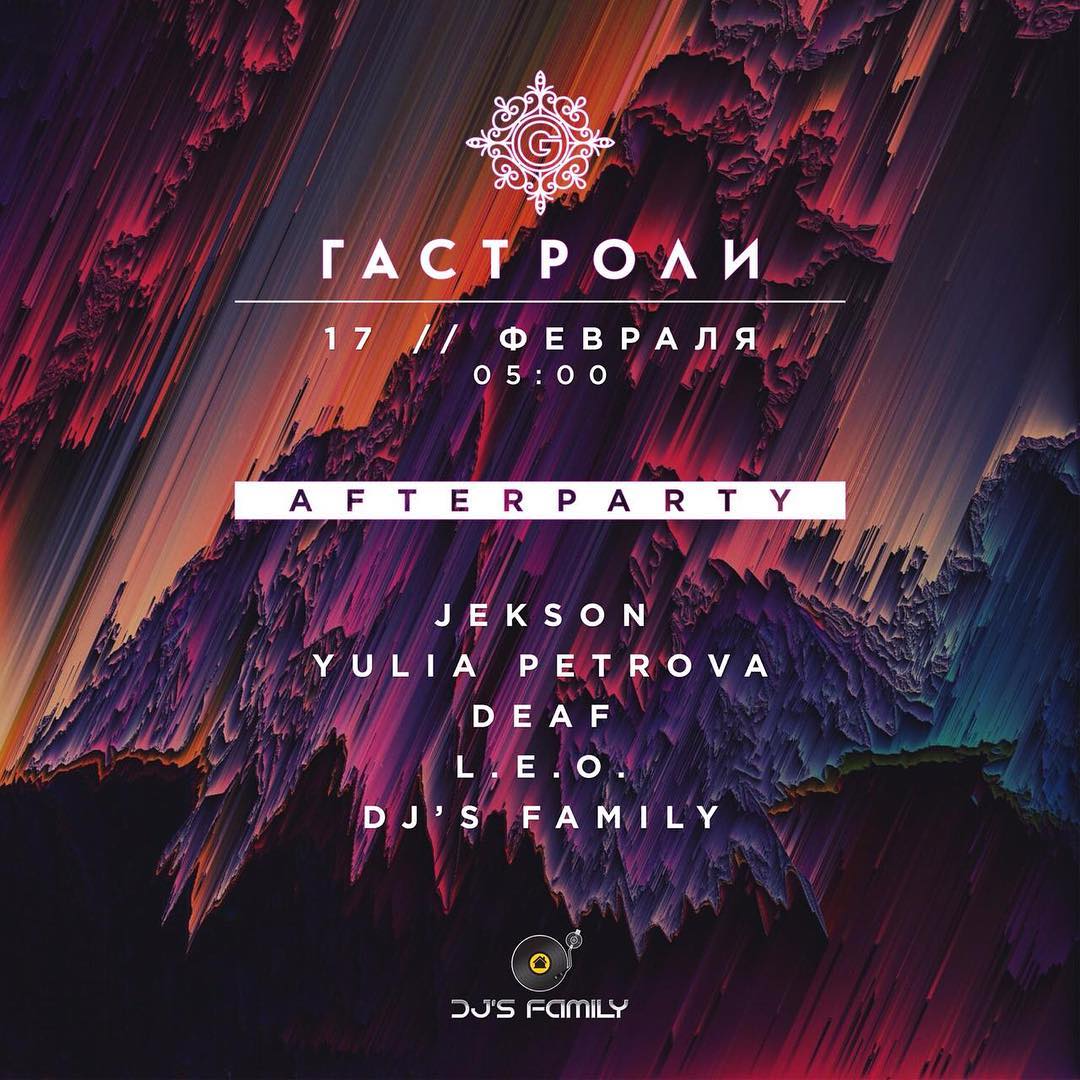 G
ГАСТРОЛИ
17 // ФЕВРАЛЯ
05:00
AFTERPARTY
JEKSON
YULIA PETROVA
DEAF
L.E.O.
DJ’S FAMILY
DJ'S FAMILY